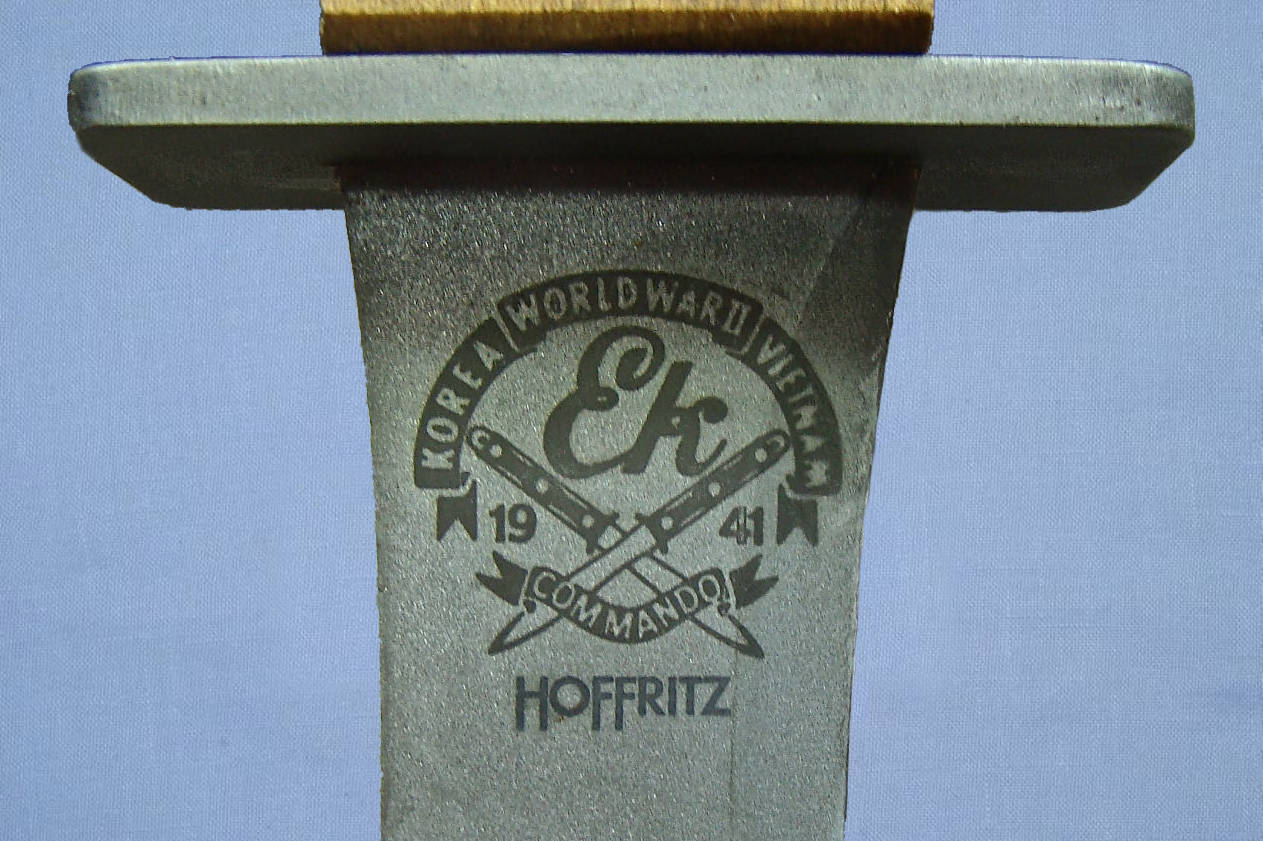 KOREA WORLD WAR II VIETNAM
Ek
19 41
COMMANDO
HOFFRITZ